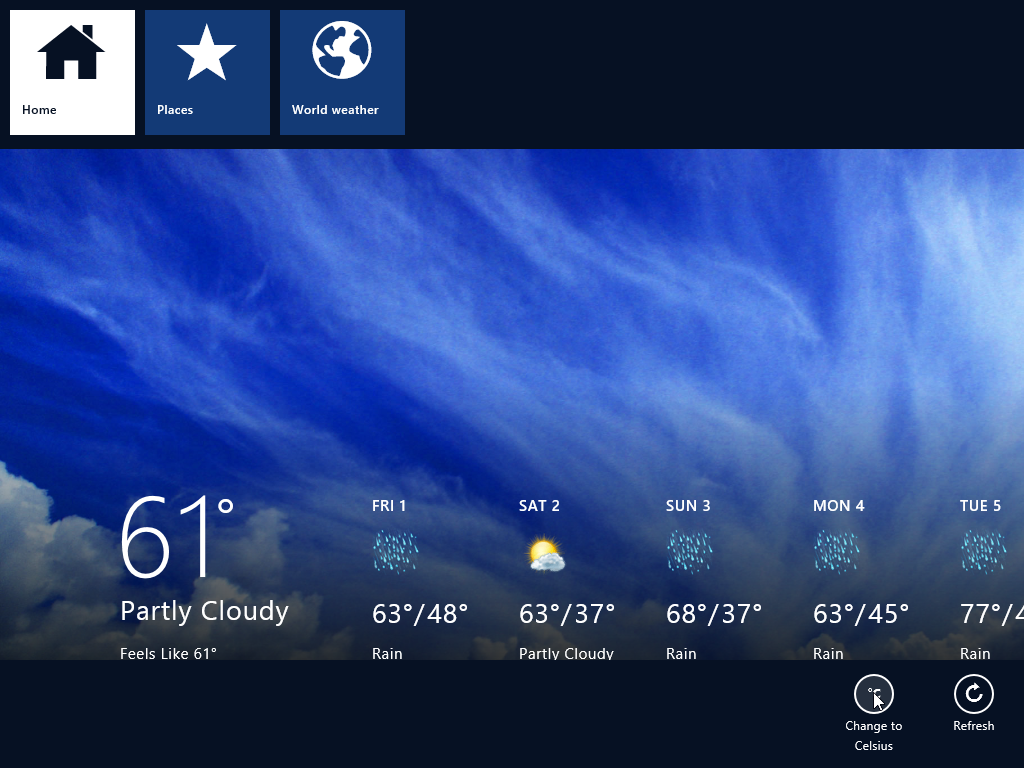 Home
Places
World weather
61°
Partly Cloudy
Feels Like 61°
FRI 1
63°/48°
Rain
SAT 2
63°/37°
Partly Cloudy
SUN 3
68°/37°
Rain
MON 4
63°/45°
Rain
TUE 5
77°/4
Rain
Change to
Celsius
Refresh